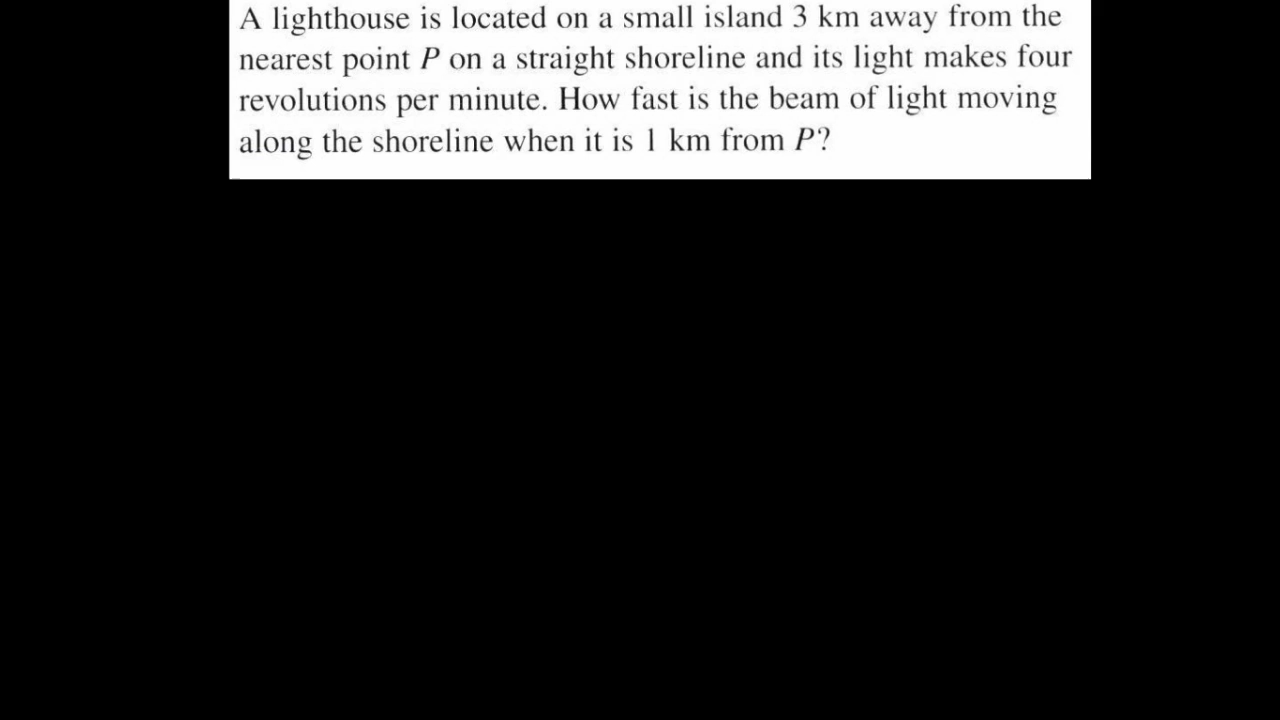 A lighthouse is located on a small island 3 km away from the
nearest point P on a straight shoreline and its light makes four
revolutions per minute. How fast is the beam of light moving
along the shoreline when it is 1 km from P?